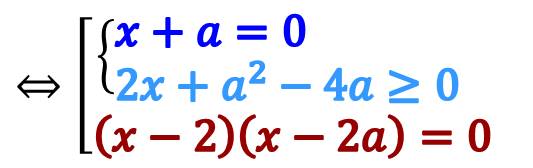 x + a = 0
⇔ [ { 2x + a² − 4a ≥ 0
(x − 2)(x − 2a) = 0